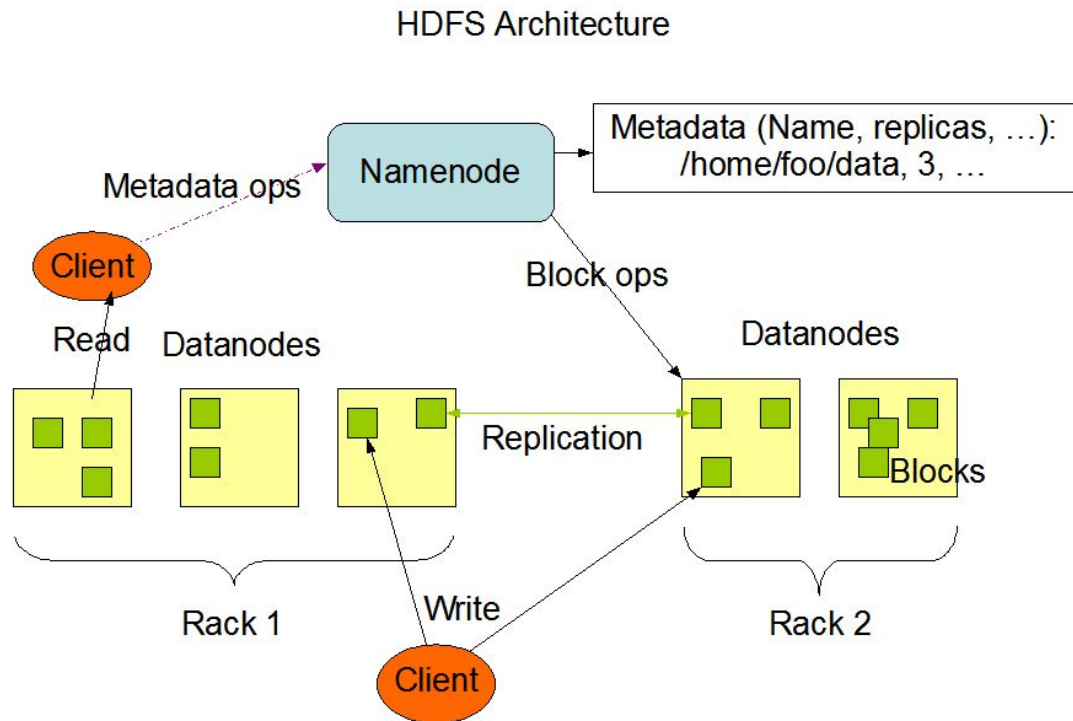 HDFS Architecture
Metadata (Name, replicas, …):
/home/foo/data, 3, …
Namenode
Metadata ops
Client
Block ops
Read
Datanodes
Datanodes
Replication
Blocks
Rack 1
Write
Rack 2
Client